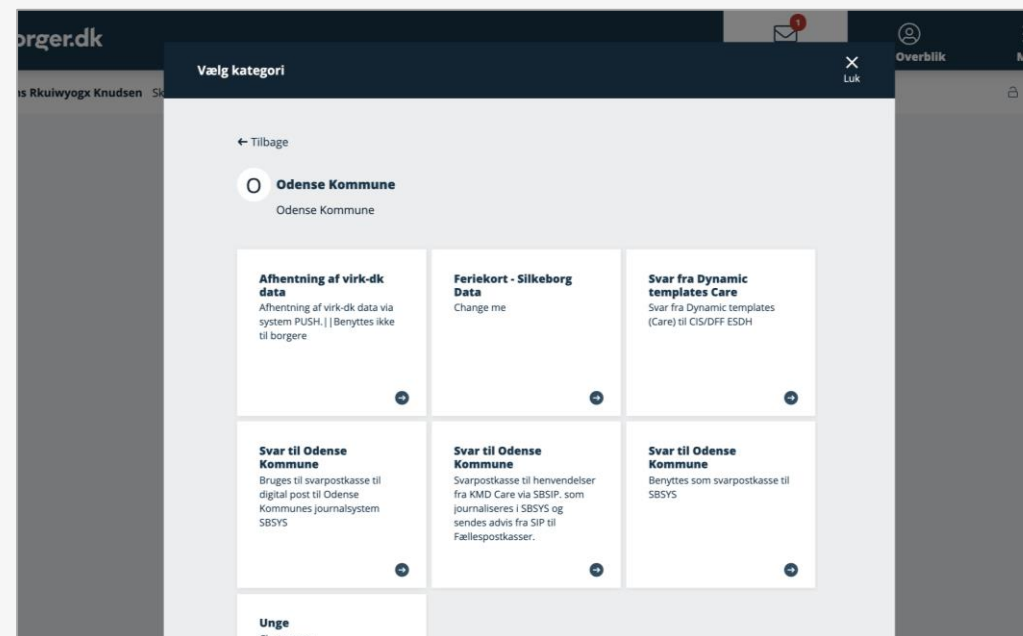 orger.dk
1
Overblik
Vælg kategori
Luk
Rkuiwyogx Knudsen
← Tilbage
O
Odense Kommune
Odense Kommune
Afhentning af virk-dk
data
Afhentning af virk-dk data via
system PUSH.||Benyttes ikke
til borgere
Feriekort - Silkeborg
Data
Change me
Svar fra Dynamic
templates Care
Svar fra Dynamic templates
(Care) til CIS/DFF ESDH
Svar til Odense
Kommune
Bruges til svarpostkasse til
digital post til Odense
Kommunes journalsystem
SBSYS
Svar til Odense
Kommune
Svarpostkasse til henvendelser
fra KMD Care via SBSIP. som
journaliseres i SBSYS og
sendes advis fra SIP til
Fællespostkasser.
Svar til Odense
Kommune
Benyttes som svarpostkasse til
SBSYS
Unge